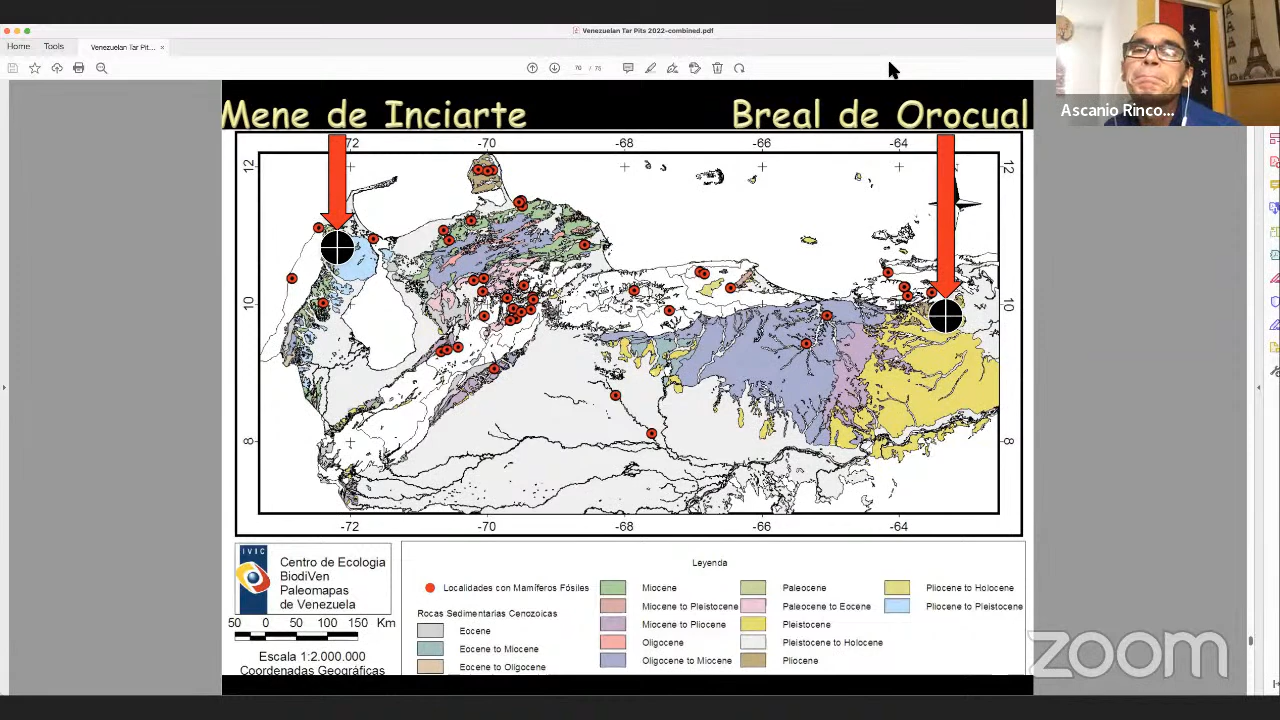 Venezuelan Tar Pits 2022-combined.pdf
Home Tools Venezuelan Tar Pit... ×
70 / 75
Ascanio Rinco...
Mene de Inciarte Breal de Orocual
-72 -70 -68 -66 -64
12 12
10 10
8 8
-72 -70 -68 -66 -64
IVIC
Centro de Ecologia
BiodiVen
Paleomapas
de Venezuela
50 0 50 100 150 Km
Escala 1:2.000.000
Coordenadas Geográficas
Leyenda
Localidades con Mamíferos Fósiles
Rocas Sedimentarias Cenozoicas
Eocene
Eocene to Miocene
Eocene to Oligocene
Miocene
Miocene to Pleistocene
Miocene to Pliocene
Oligocene
Oligocene to Miocene
Paleocene
Paleocene to Eocene
Pleistocene
Pleistocene to Holocene
Pliocene
Pliocene to Holocene
Pliocene to Pleistocene
zoom